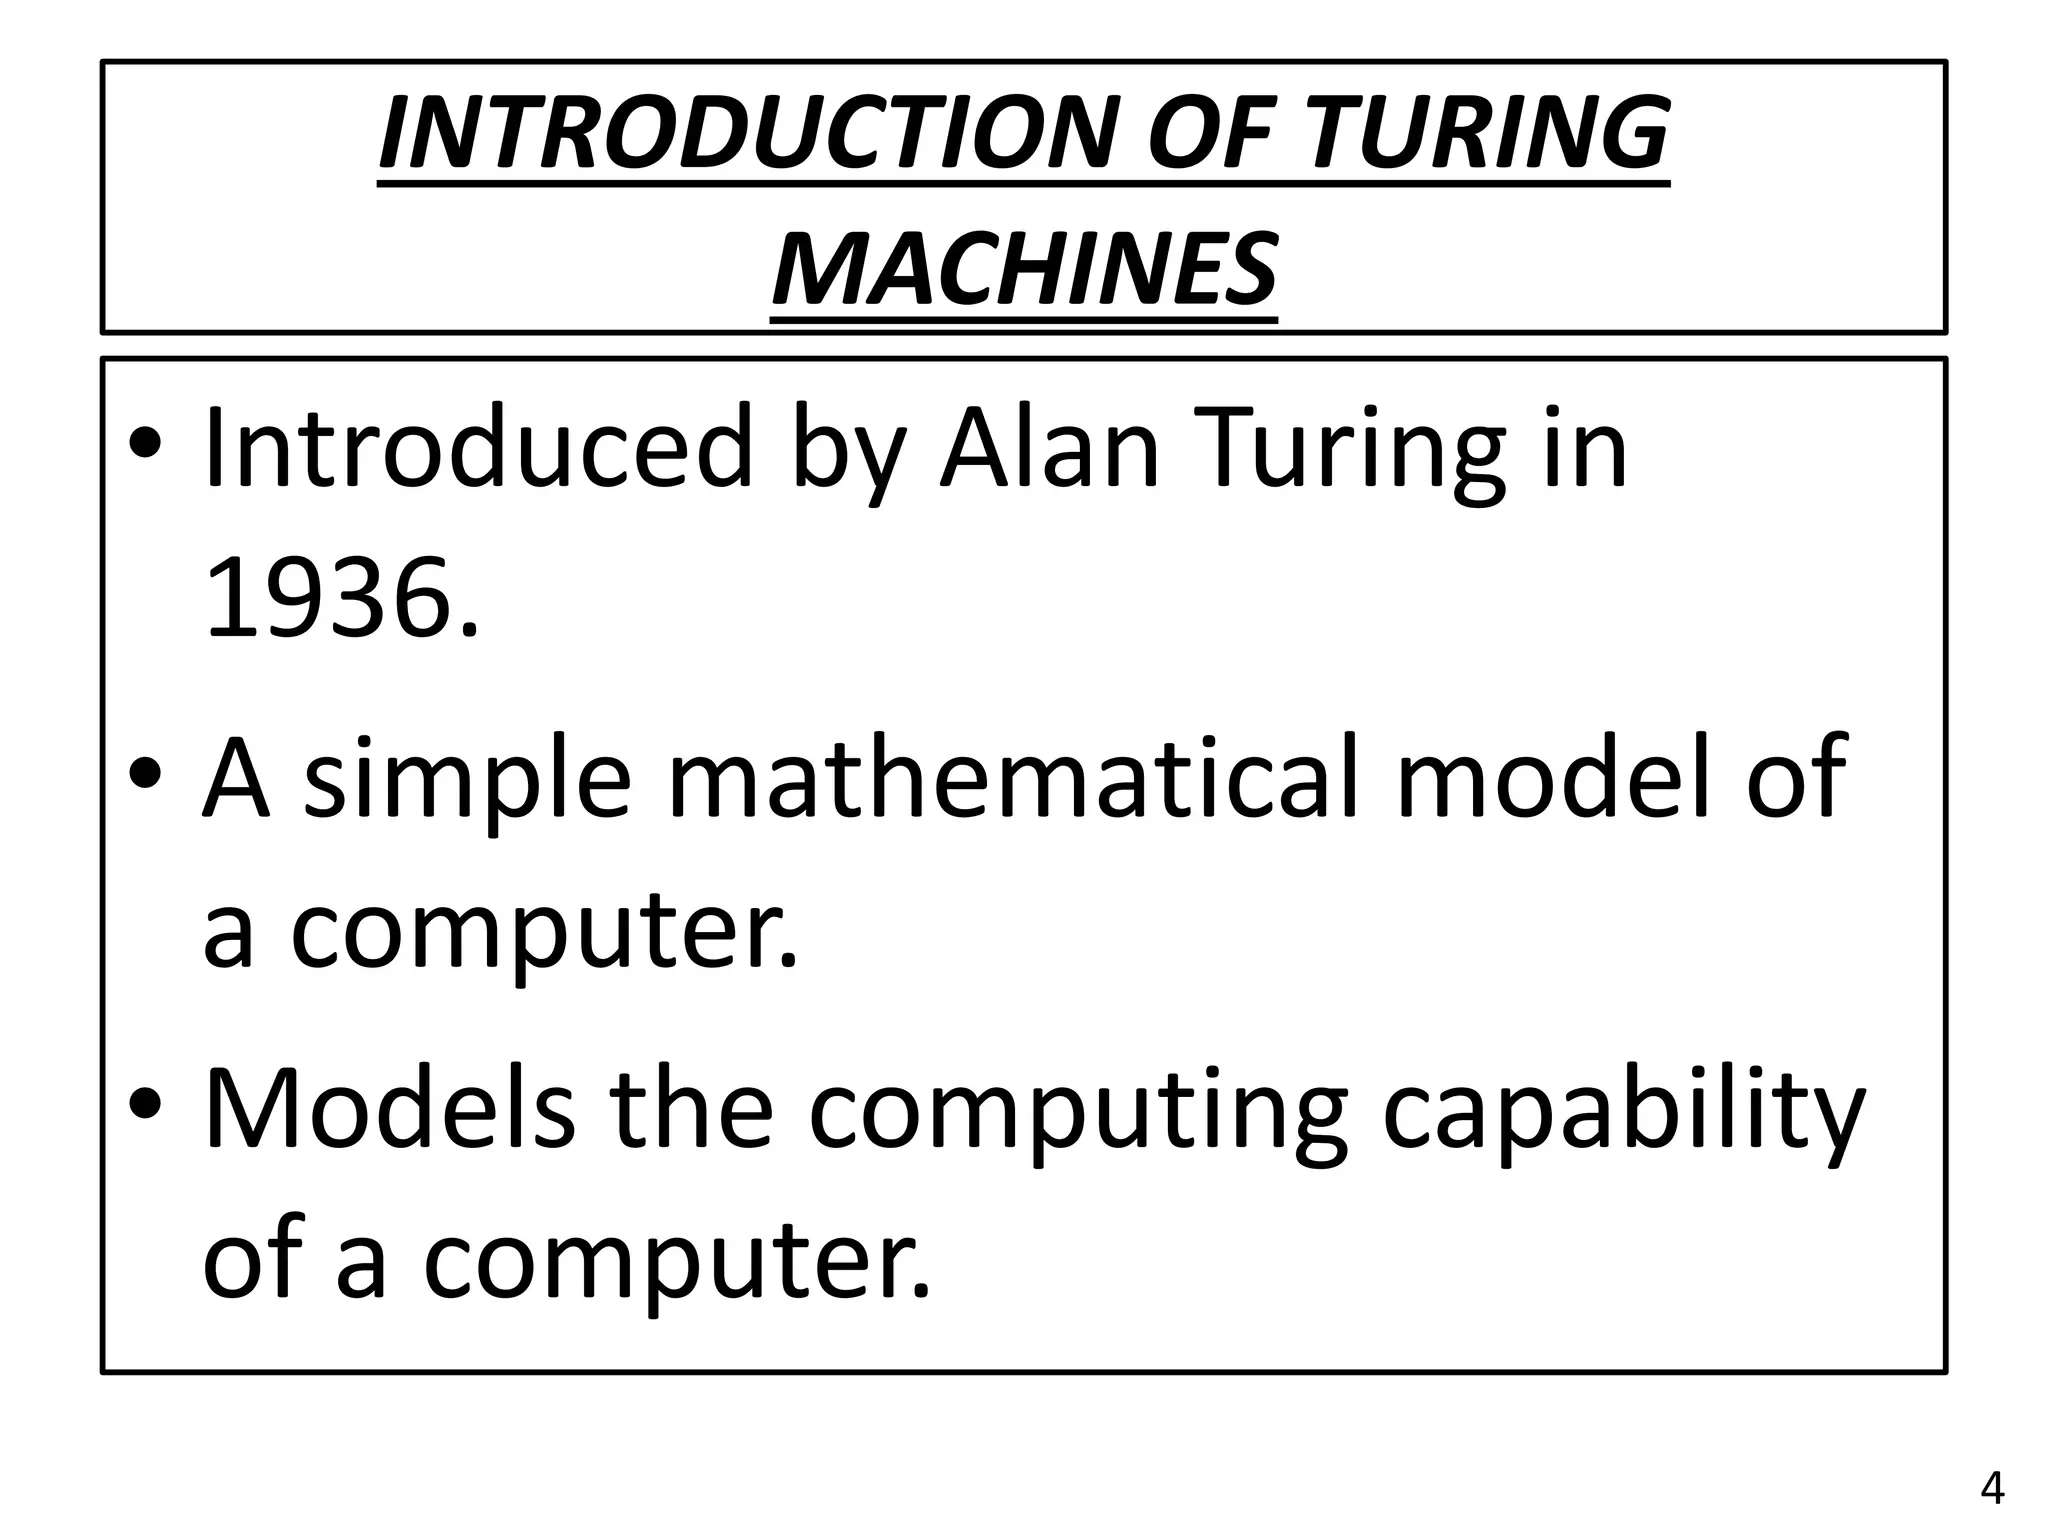 INTRODUCTION OF TURING
MACHINES
• Introduced by Alan Turing in
1936.
• A simple mathematical model of
a computer.
• Models the computing capability
of a computer.
4